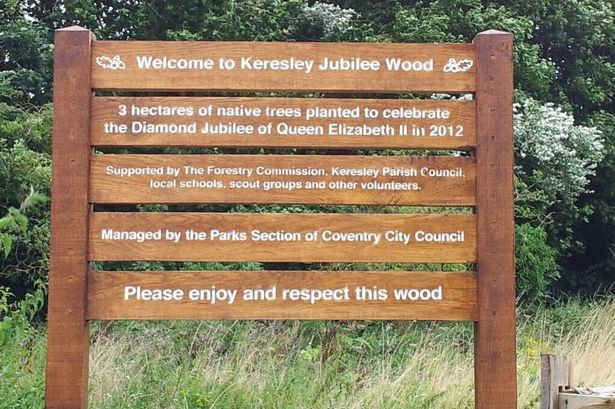 Welcome to Keresley Jubilee Wood
3 hectares of native trees planted to celebrate
the Diamond Jubilee of Queen Elizabeth II in 2012
Supported by The Forestry Commission, Keresley Parish Council,
local schools, scout groups and other volunteers.
Managed by the Parks Section of Coventry City Council
Please enjoy and respect this wood